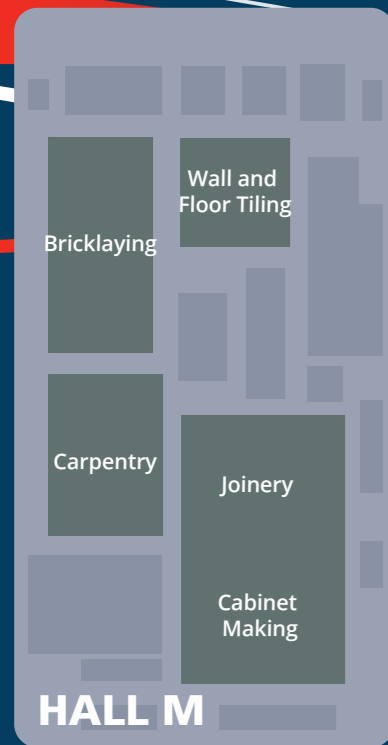 Wall and
Floor Tiling
Bricklaying
Carpentry
Joinery
Cabinet
Making
HALL M